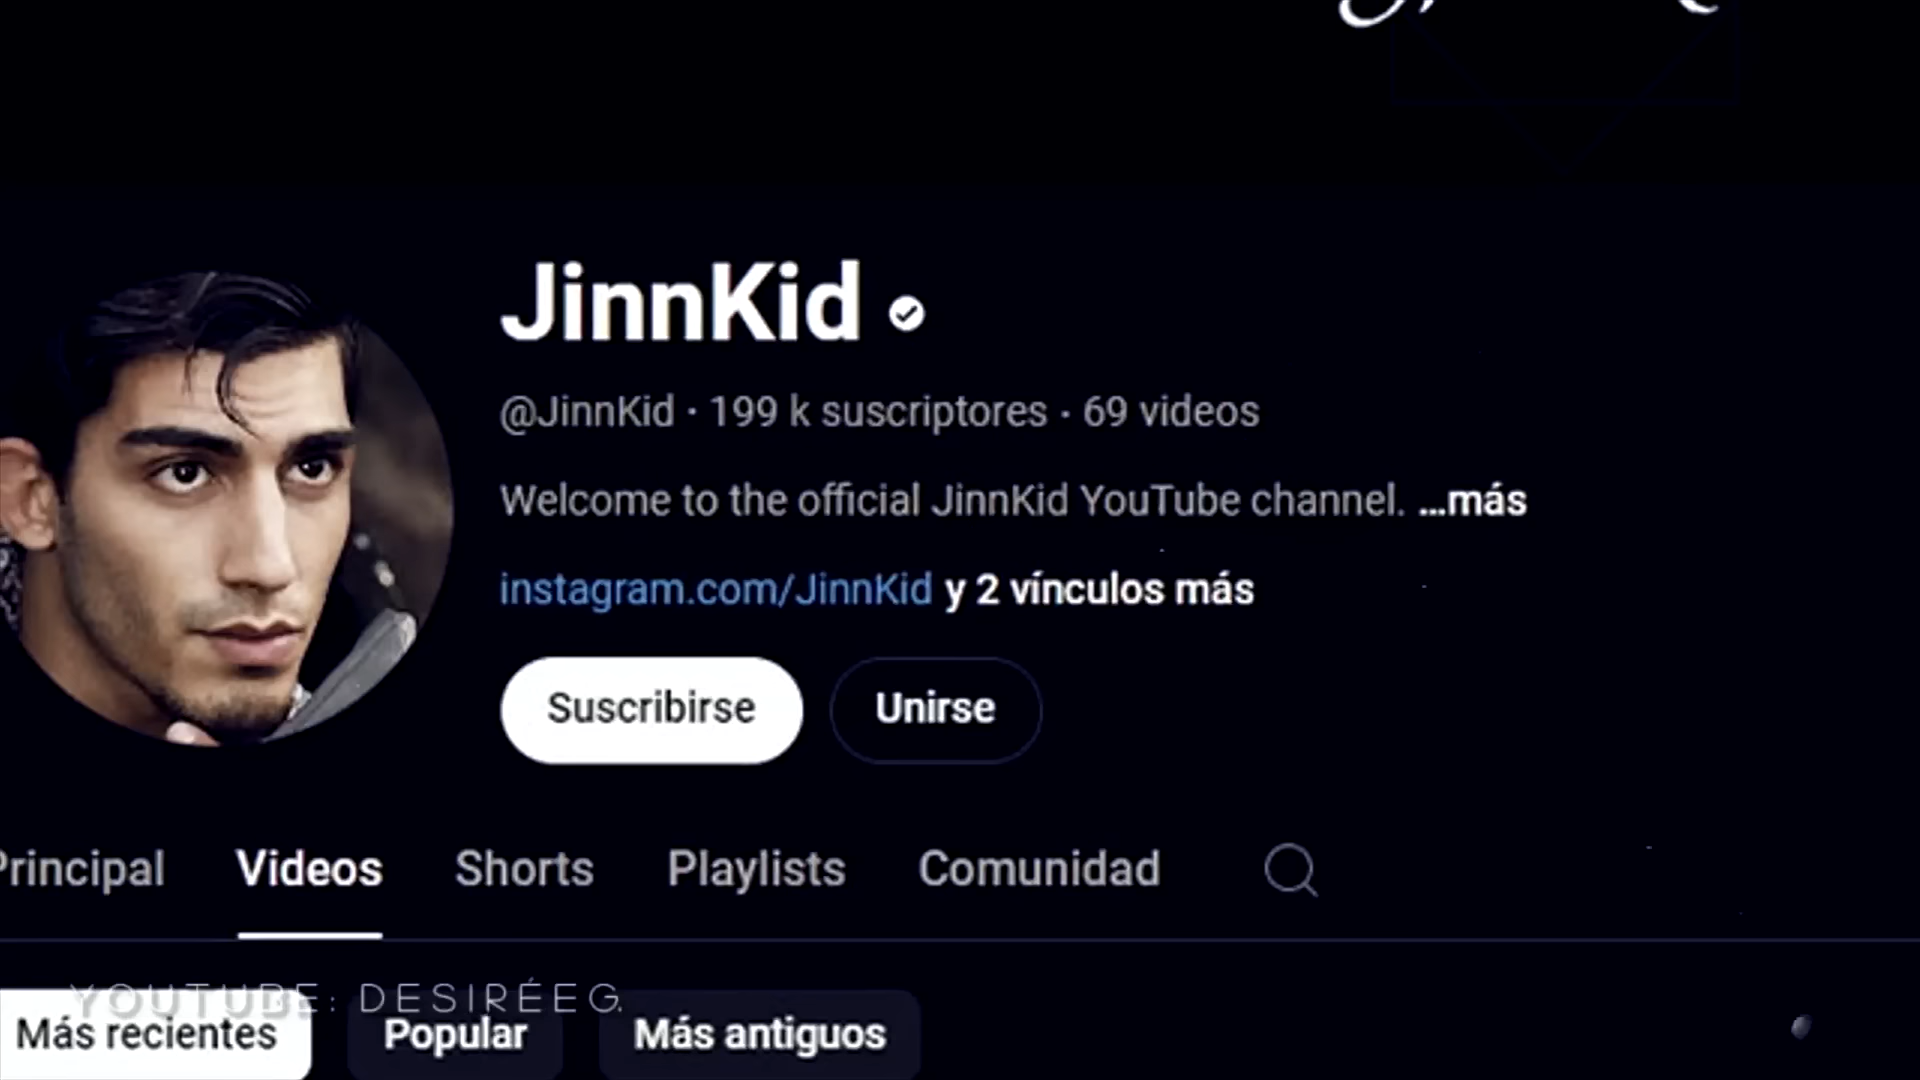 JinnKid
@JinnKid · 199 k suscriptores · 69 videos
Welcome to the official JinnKid YouTube channel. ...más
instagram.com/JinnKid y 2 vínculos más
Suscribirse Unirse
Principal Videos Shorts Playlists Comunidad
YOUTUBE: DESIRÉEG.
Más recientes Popular Más antiguos